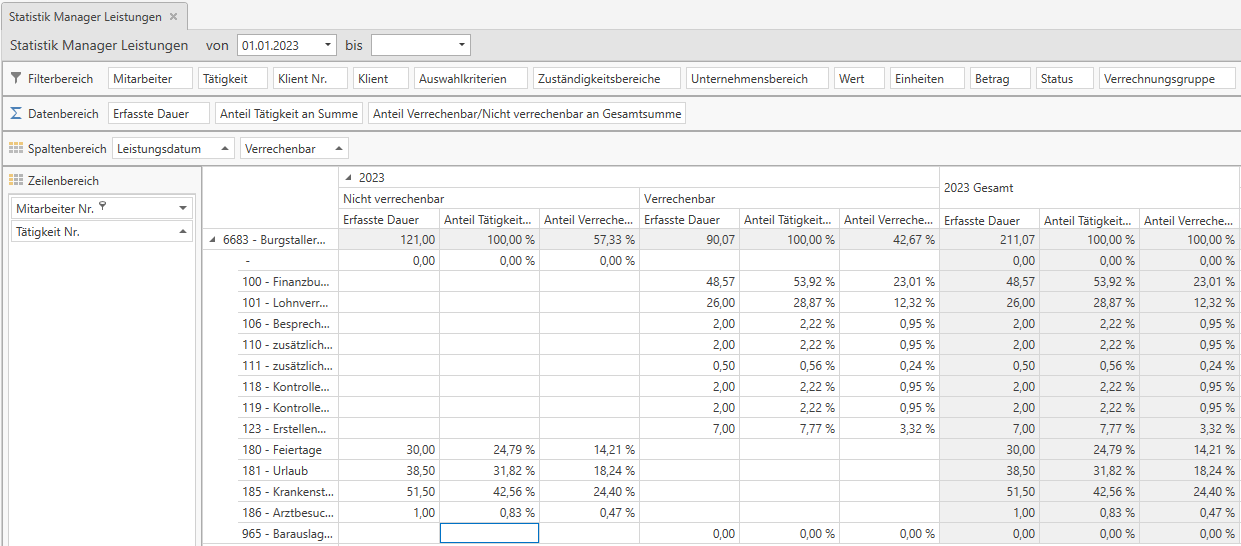 Statistik Manager Leistungen ×
Statistik Manager Leistungen von 01.01.2023 bis
Filterbereich Mitarbeiter Tätigkeit Klient Nr. Klient Auswahlkriterien Zuständigkeitsbereiche Unternehmensbereich Wert Einheiten Betrag Status Verrechnungsgruppe
Datenbereich Erfasste Dauer Anteil Tätigkeit an Summe Anteil Verrechenbar/Nicht verrechenbar an Gesamtsumme
Spaltenbereich Leistungsdatum Verrechenbar
Zeilenbereich
Mitarbeiter Nr.
Tätigkeit Nr.
2023 2023 Gesamt
Nicht verrechenbar Verrechenbar
Erfasste Dauer Anteil Tätigkeit... Anteil Verreche... Erfasste Dauer Anteil Tätigkeit... Anteil Verreche... Erfasste Dauer Anteil Tätigkeit... Anteil Verreche...
6683 - Burgstaller... 121,00 100,00 % 57,33 % 90,07 100,00 % 42,67 % 211,07 100,00 % 100,00 %
- 0,00 0,00 % 0,00 % 0,00 0,00 % 0,00 %
100 - Finanzbu... 48,57 53,92 % 23,01 % 48,57 53,92 % 23,01 %
101 - Lohnverr... 26,00 28,87 % 12,32 % 26,00 28,87 % 12,32 %
106 - Besprech... 2,00 2,22 % 0,95 % 2,00 2,22 % 0,95 %
110 - zusätzlich... 2,00 2,22 % 0,95 % 2,00 2,22 % 0,95 %
111 - zusätzlich... 0,50 0,56 % 0,24 % 0,50 0,56 % 0,24 %
118 - Kontrolle... 2,00 2,22 % 0,95 % 2,00 2,22 % 0,95 %
119 - Kontrolle... 2,00 2,22 % 0,95 % 2,00 2,22 % 0,95 %
123 - Erstellen... 7,00 7,77 % 3,32 % 7,00 7,77 % 3,32 %
180 - Feiertage 30,00 24,79 % 14,21 % 30,00 24,79 % 14,21 %
181 - Urlaub 38,50 31,82 % 18,24 % 38,50 31,82 % 18,24 %
185 - Krankenst... 51,50 42,56 % 24,40 % 51,50 42,56 % 24,40 %
186 - Arztbesuc... 1,00 0,83 % 0,47 % 1,00 0,83 % 0,47 %
965 - Barauslag... 0,00 0,00 % 0,00 % 0,00 0,00 % 0,00 %